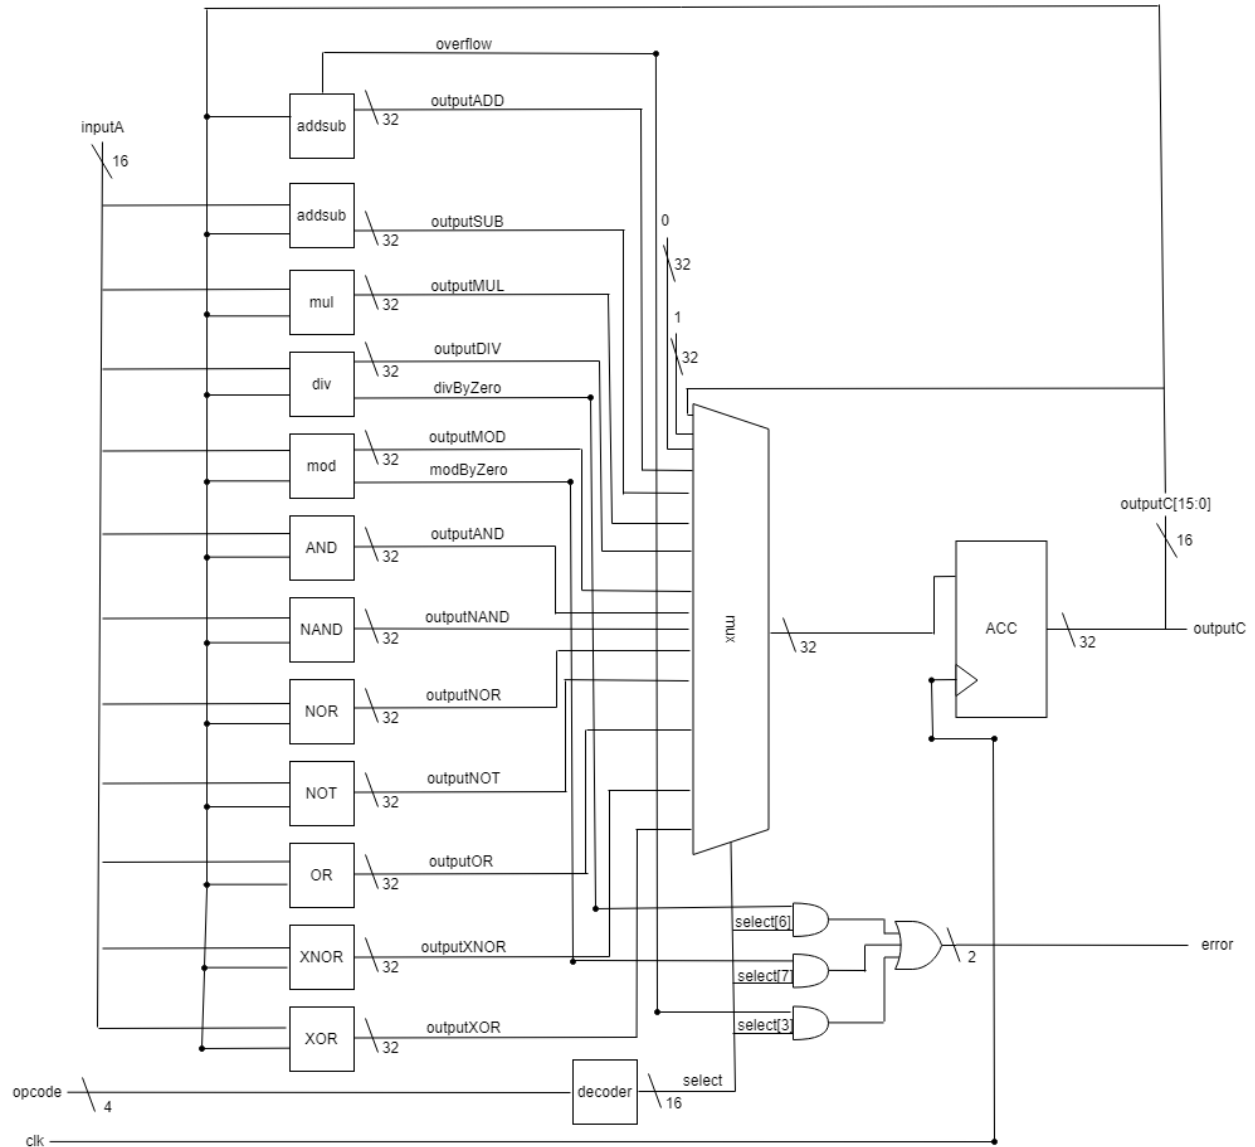 overflow
addsub
32
outputADD
inputA
16
addsub
32
outputSUB
0
32
mul
32
outputMUL
1
32
div
32
outputDIV
divByZero
mod
32
outputMOD
modByZero
outputC[15:0]
16
AND
32
outputAND
NAND
32
outputNAND
mux
32
ACC
32
outputC
NOR
32
outputNOR
NOT
32
outputNOT
OR
32
outputOR
select[6]
XNOR
32
outputXNOR
2
error
select[7]
XOR
32
outputXOR
select[3]
opcode
4
decoder
16
select
clk